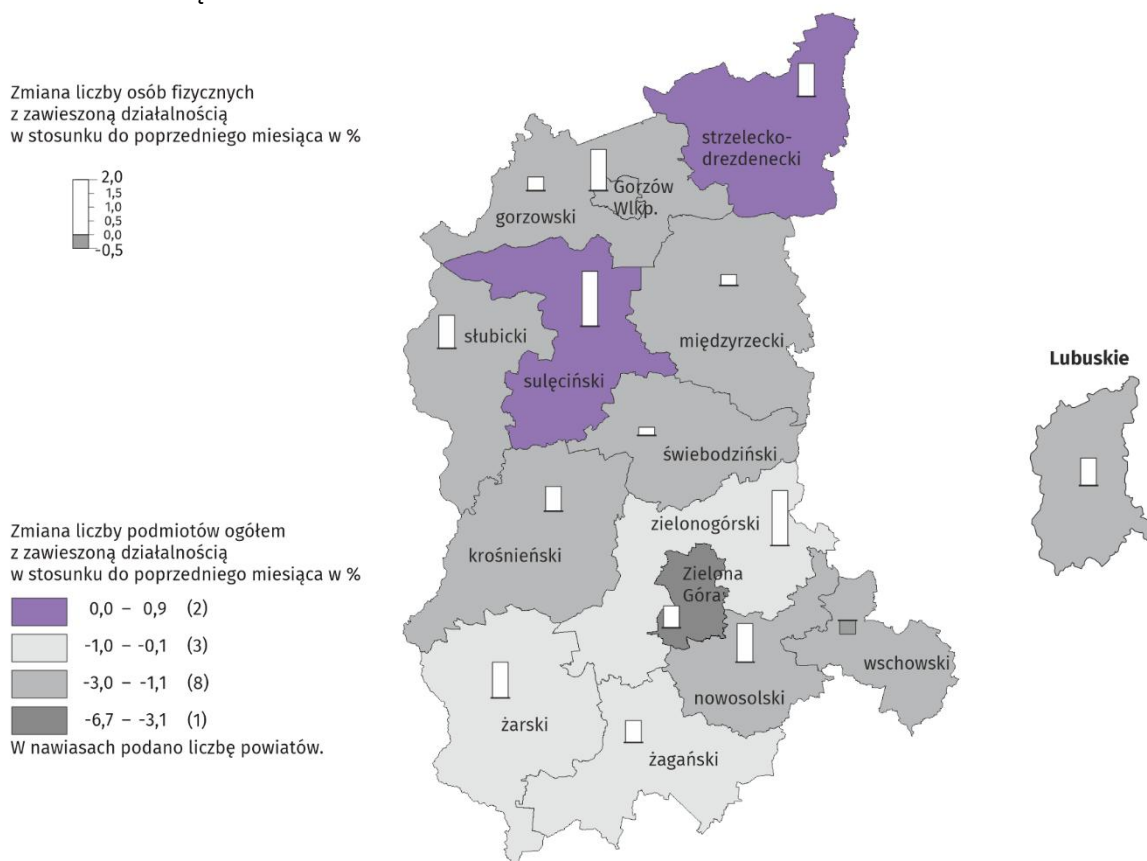 Zmiana liczby osób fizycznych
z zawieszoną działalnością
w stosunku do poprzedniego miesiąca w %
2,0
1,5
1,0
0,5
0,0
-0,5
strzelecko-
drezdenecki
Gorzów
Wlkp.
gorzowski
słubicki
międzyrzecki
sulęciński
Lubuskie
świebodziński
zielonogórski
krośnieński
Zielona
Góra
wschowski
nowosolski
żarski
żagański
Zmiana liczby podmiotów ogółem
z zawieszoną działalnością
w stosunku do poprzedniego miesiąca w %
0,0 – 0,9 (2)
-1,0 – -0,1 (3)
-3,0 – -1,1 (8)
-6,7 – -3,1 (1)
W nawiasach podano liczbę powiatów.